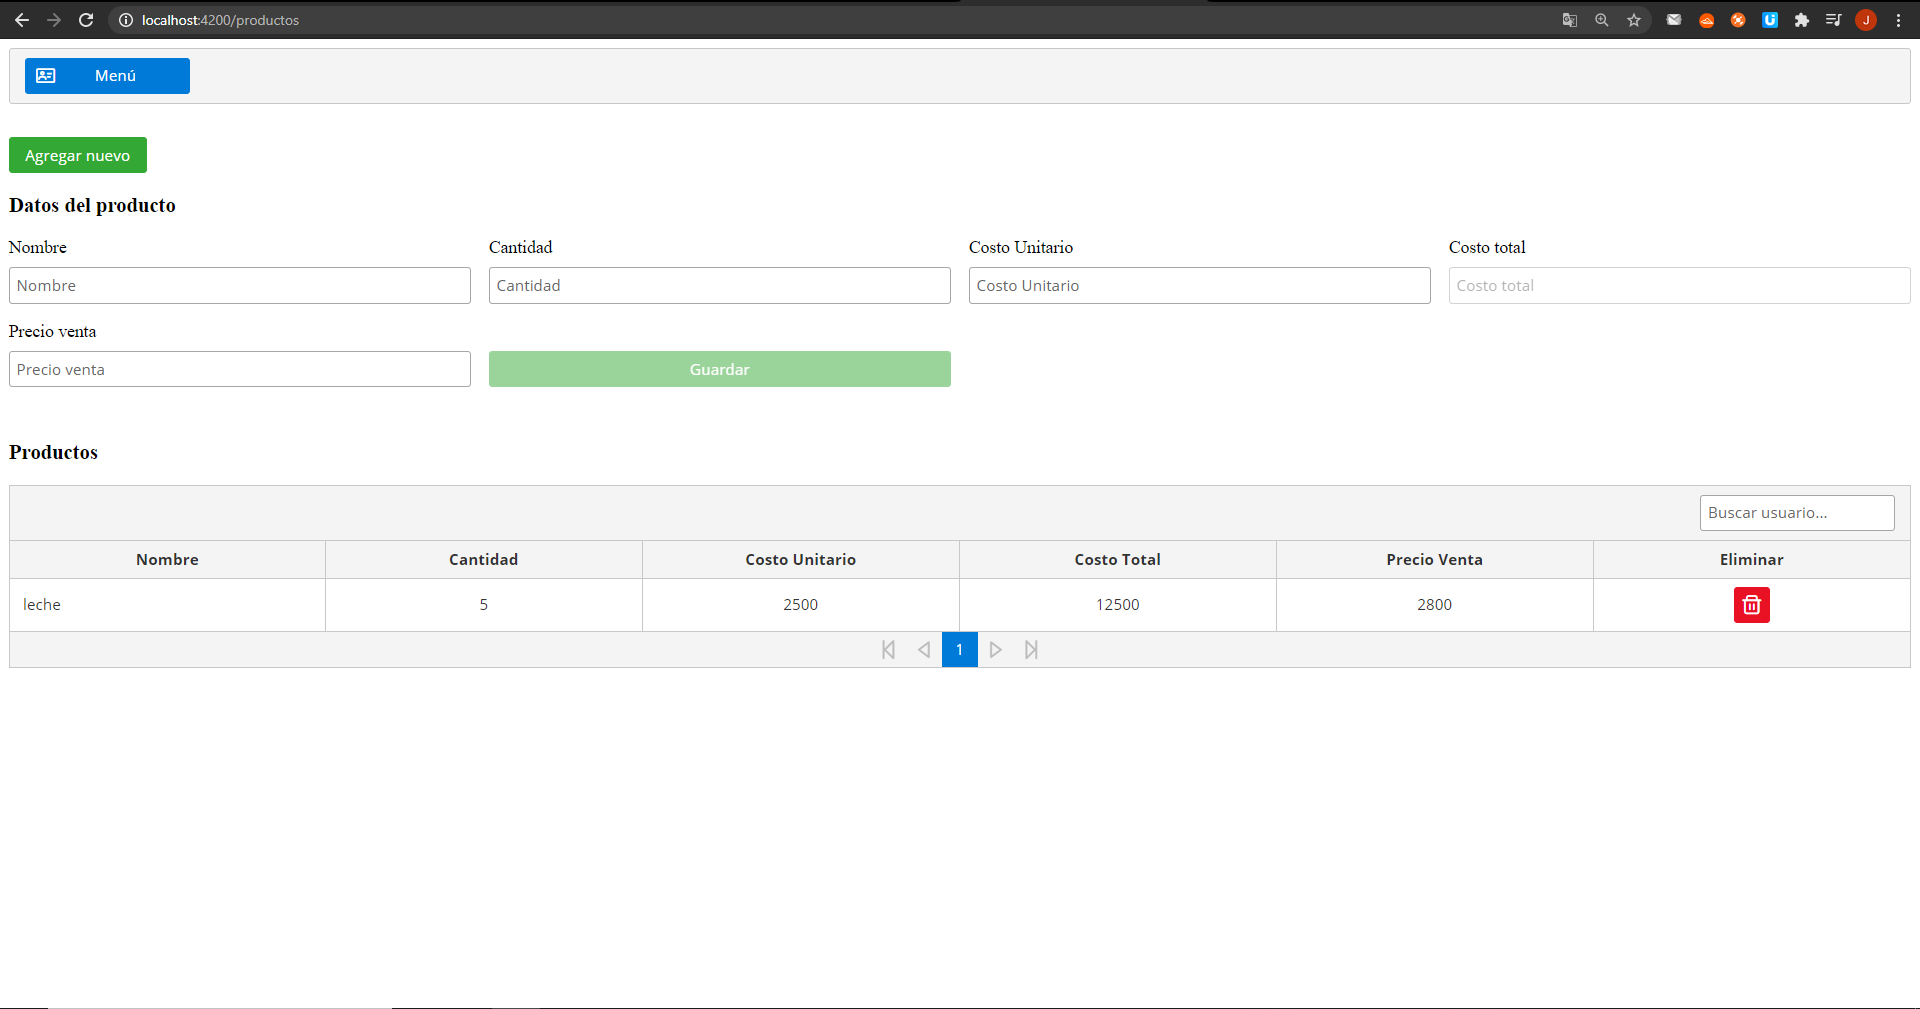 localhost:4200/productos
J
Menú
Agregar nuevo
Datos del producto
Nombre Cantidad Costo Unitario Costo total
Nombre Cantidad Costo Unitario Costo total
Precio venta
Precio venta Guardar
Productos
Buscar usuario...
Nombre Cantidad Costo Unitario Costo Total Precio Venta Eliminar
leche 5 2500 12500 2800
1